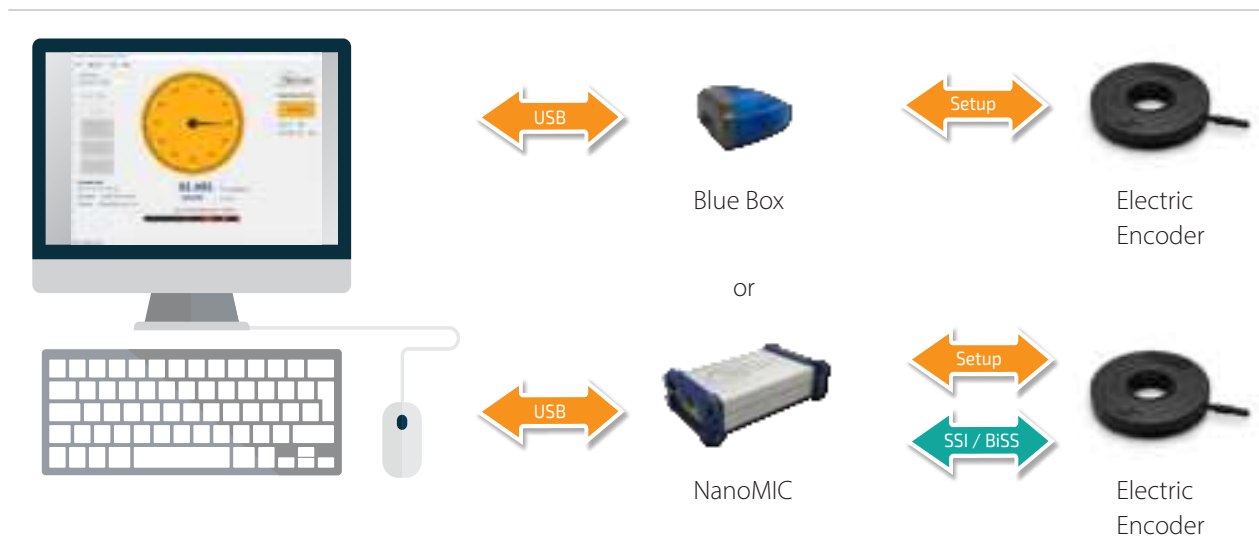 USB
Setup
Blue Box
Electric
Encoder
or
USB
Setup
SSI / BiSS
NanoMIC
Electric
Encoder